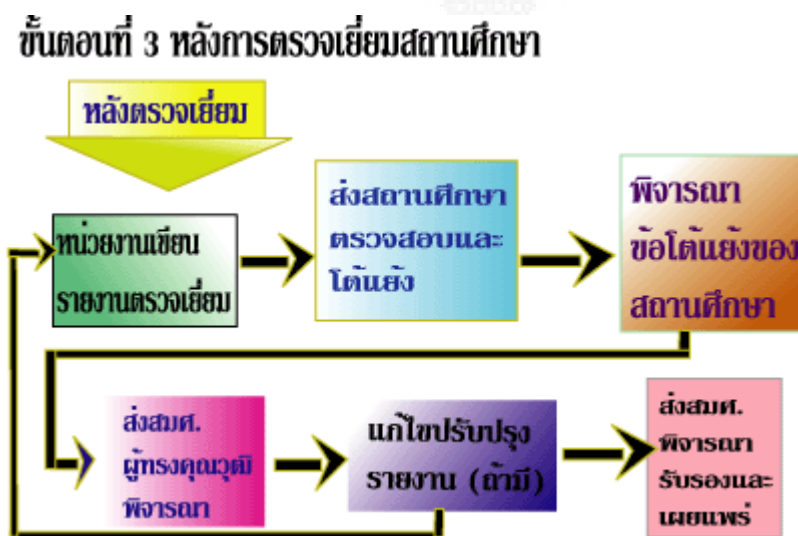 ขั้นตอนที่ 3 หลังการตรวจเยี่ยมสถานศึกษา
หลังตรวจเยี่ยม
หน่วยงานเขียน
รายงานตรวจเยี่ยม
ส่งสถานศึกษา
ตรวจสอบและ
โต้แย้ง
พิจารณา
ข้อโต้แย้งของ
สถานศึกษา
ส่งสมศ.
ผู้ทรงคุณวุฒิ
พิจารณา
แก้ไขปรับปรุง
รายงาน (ถ้ามี)
ส่งสมศ.
พิจารณา
รับรองและ
เผยแพร่